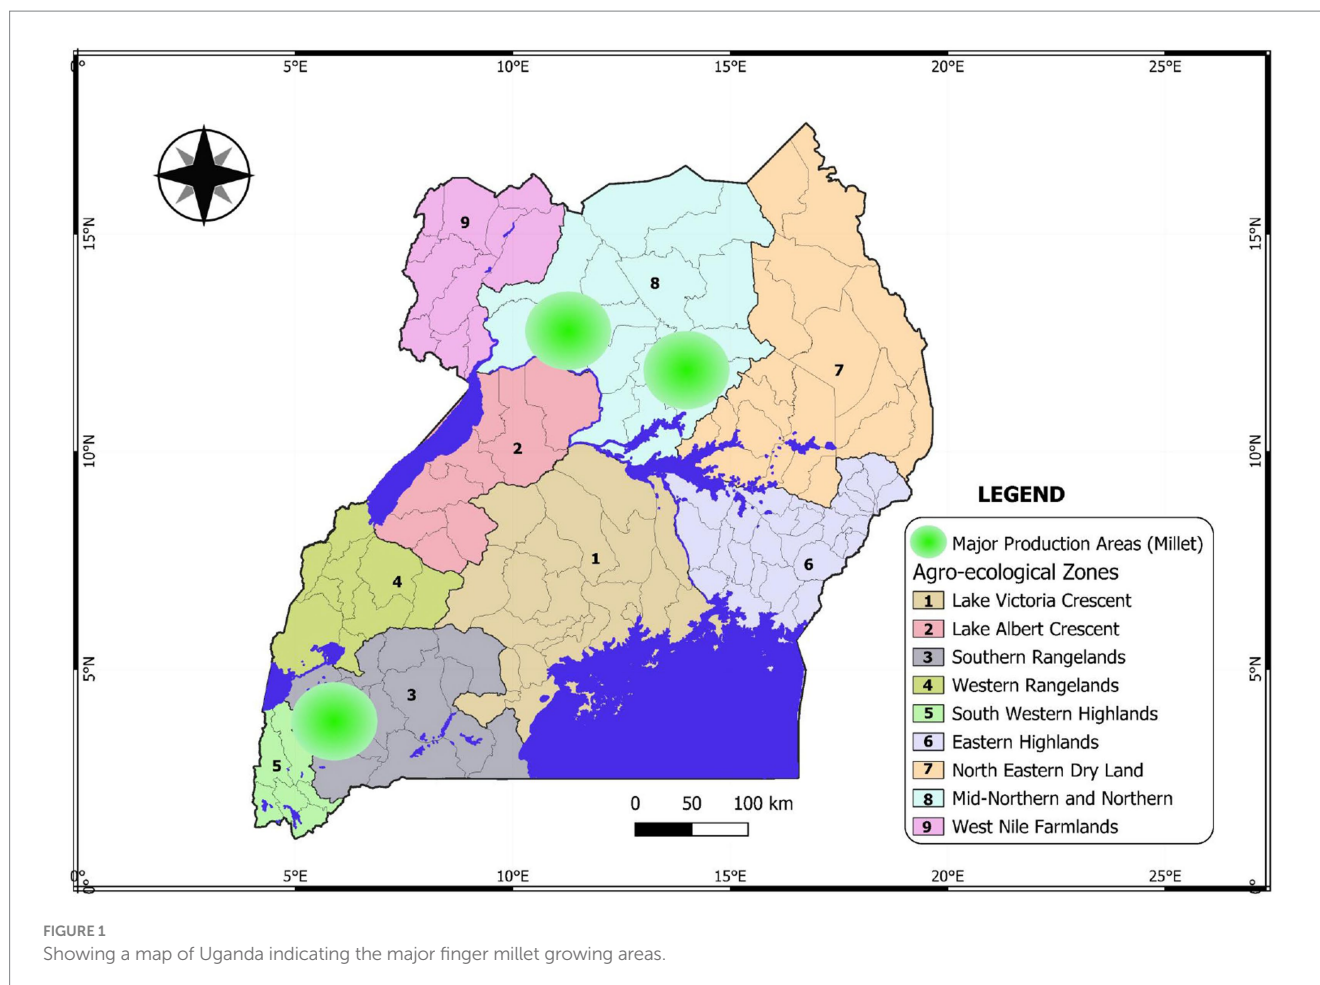 0° 5°E 10°E 15°E 20°E 25°E
15°N 15°N
9
8
7
10°N 10°N
2
LEGEND
Major Production Areas (Millet)
Agro-ecological Zones
1 Lake Victoria Crescent
2 Lake Albert Crescent
3 Southern Rangelands
4 Western Rangelands
5 South Western Highlands
6 Eastern Highlands
7 North Eastern Dry Land
8 Mid-Northern and Northern
9 West Nile Farmlands
1
6
4
5°N 5°N
3
5
0 50 100 km
0° 0°
0° 5°E 10°E 15°E 20°E 25°E
FIGURE 1
Showing a map of Uganda indicating the major finger millet growing areas.